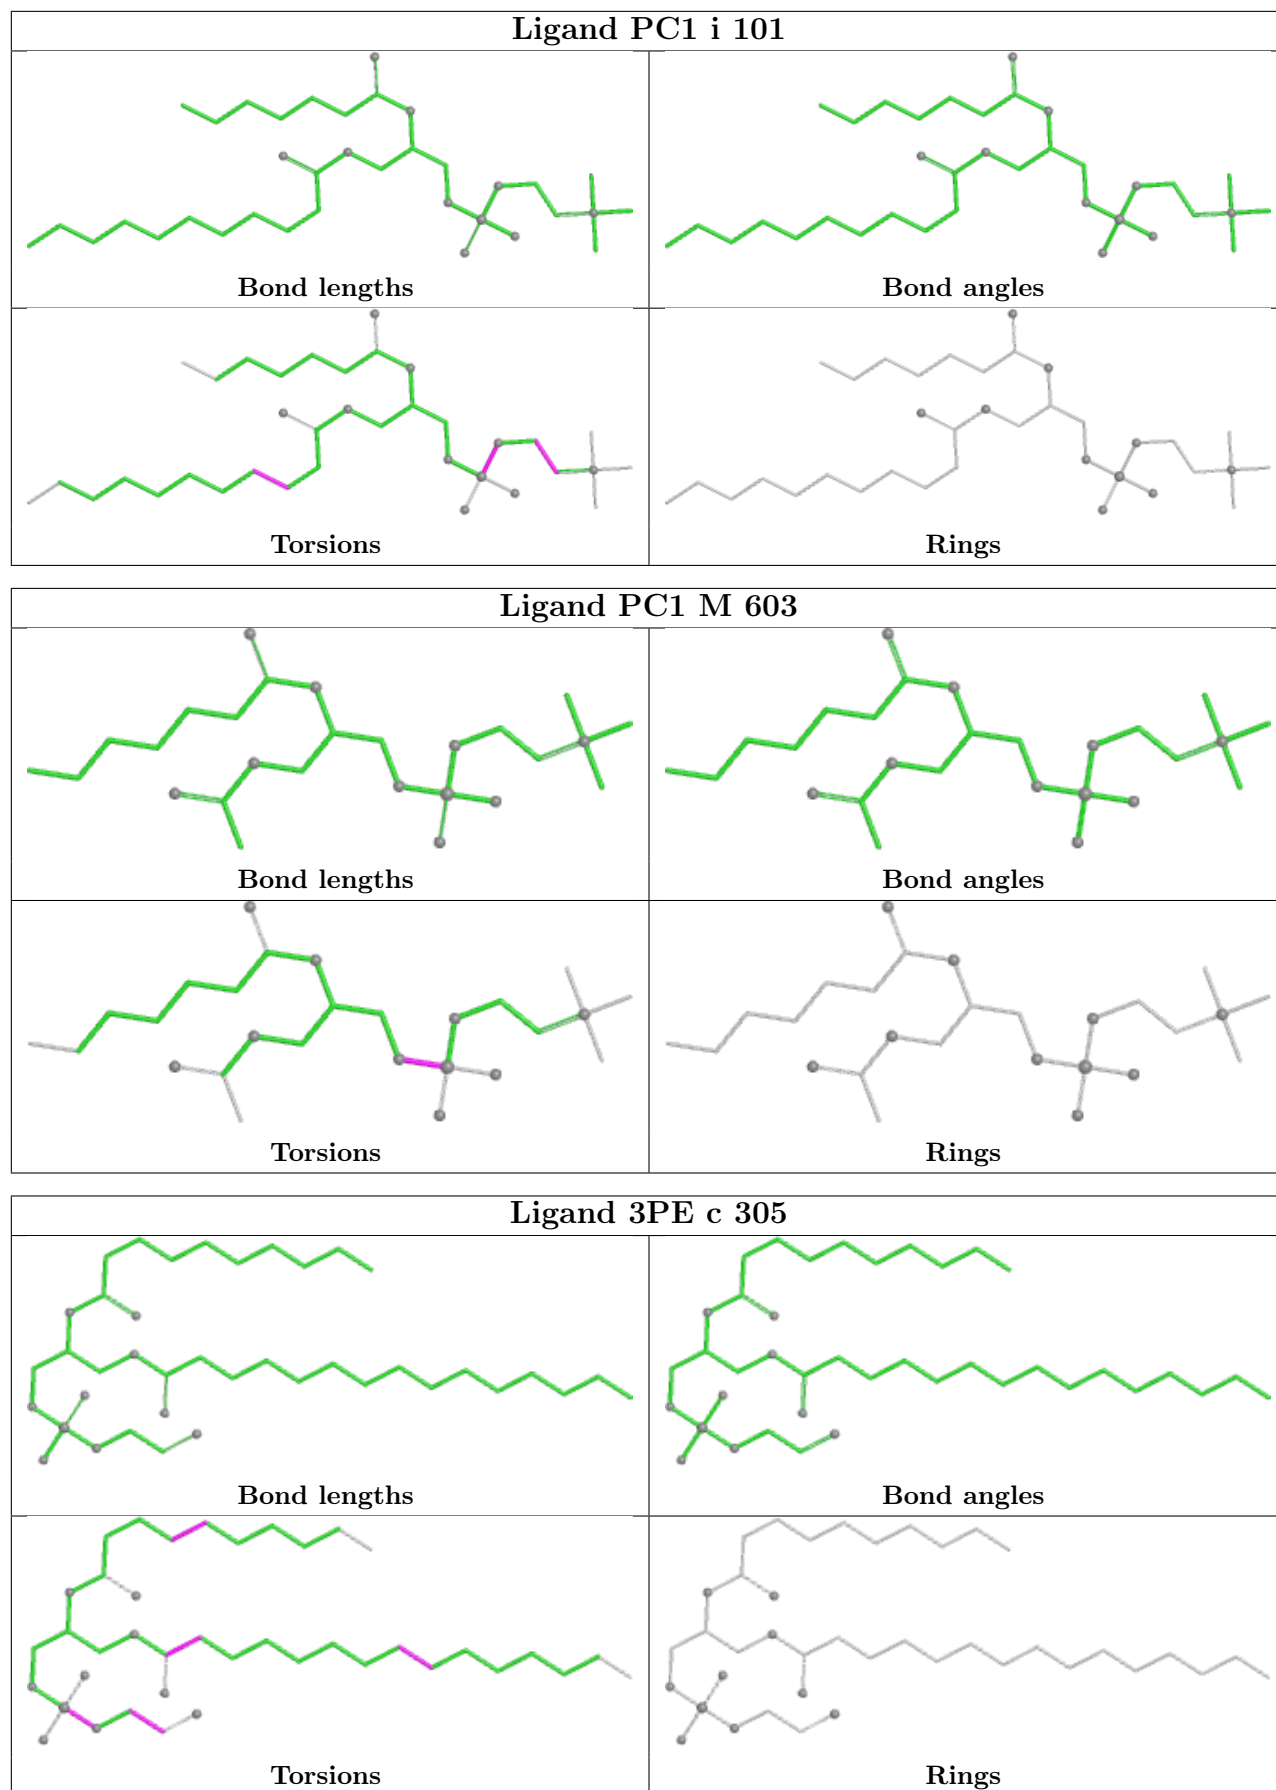 Ligand PC1 i 101
Bond lengths
Bond angles
Torsions
Rings
Ligand PC1 M 603
Bond lengths
Bond angles
Torsions
Rings
Ligand 3PE c 305
Bond lengths
Bond angles
Torsions
Rings